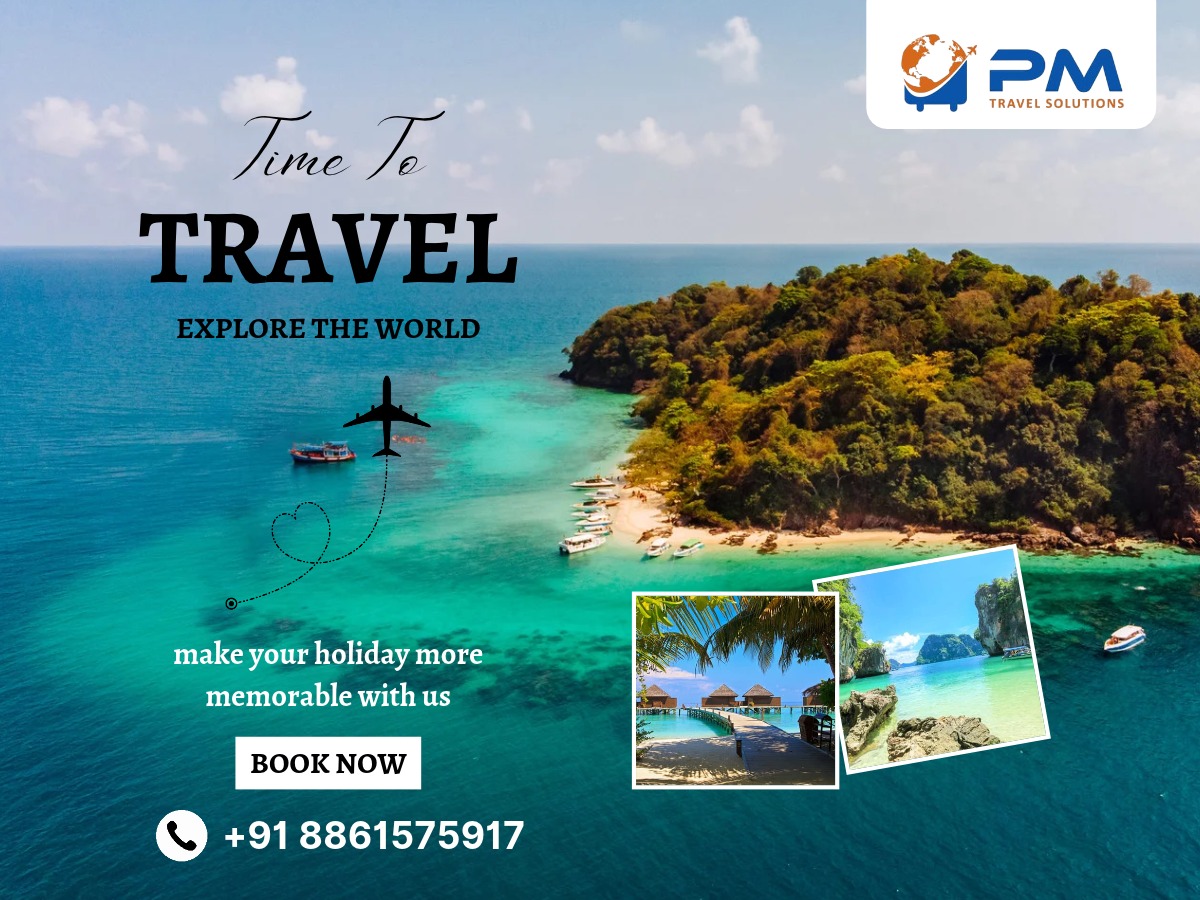 PM
TRAVEL SOLUTIONS
Time To
TRAVEL
EXPLORE THE WORLD
make your holiday more
memorable with us
BOOK NOW
+91 8861575917